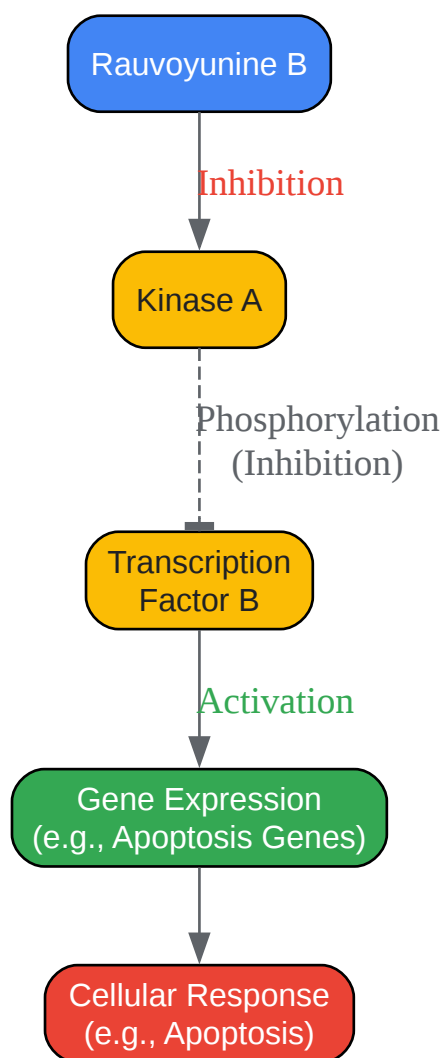 Rauvoyunine B
Inhibition
Kinase A
Phosphorylation
(Inhibition)
Transcription
Factor B
Activation
Gene Expression
(e.g., Apoptosis Genes)
Cellular Response
(e.g., Apoptosis)